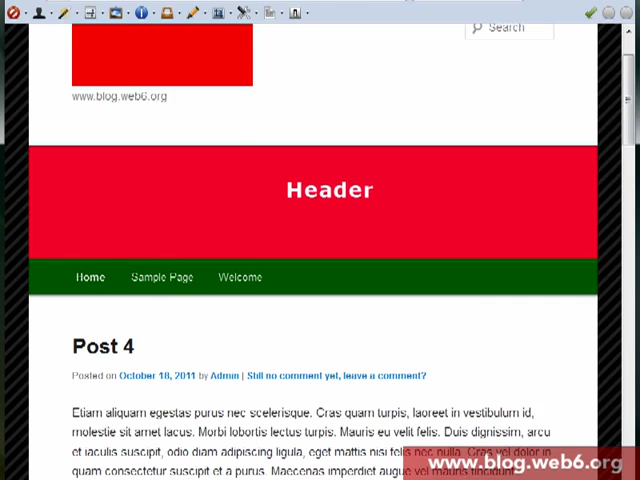 Search
www.blog.web6.org
Header
Home Sample Page Welcome
Post 4
Posted on October 18, 2011 by Admin | Still no comment yet, leave a comment?
Etiam aliquam egestas purus nec scelerisque. Cras quam turpis, laoreet in vestibulum id,
molestie sit amet lacus. Morbi lobortis lectus turpis. Mauris eu velit felis. Duis dignissim, arcu
et iaculis suscipit, odio diam adipiscing ligula, eget mattis nisi felis nec nulla. Cras vel dolor in
quam consectetur suscipit et a purus. Maecenas imperdiet augue vel mauris tincidunt
www.blog.web6.org